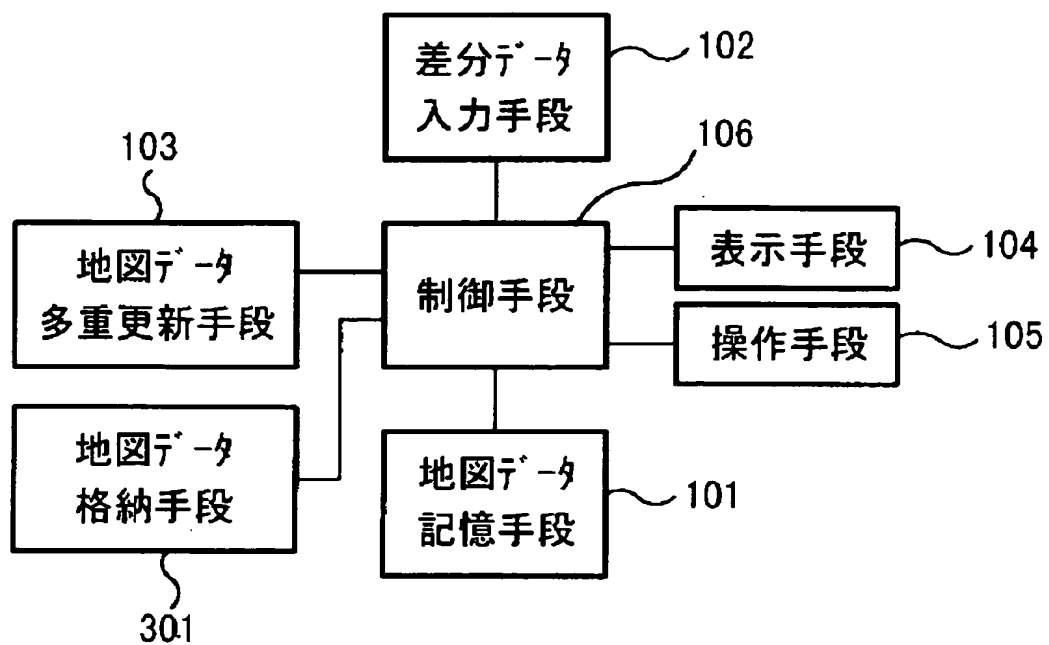 差分データ
入力手段
102
103
106
地図データ
多重更新手段
制御手段
表示手段
104
操作手段
105
地図データ
格納手段
地図データ
記憶手段
101
301